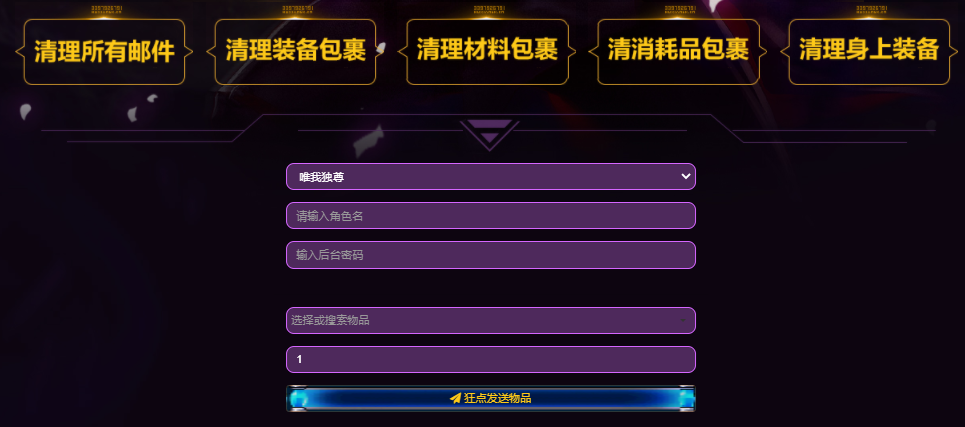 清理所有邮件
清理装备包裹
清理材料包裹
清消耗品包裹
清理身上装备
唯我独尊
请输入角色名
输入后台密码
选择或搜索物品
1
狂点发送物品